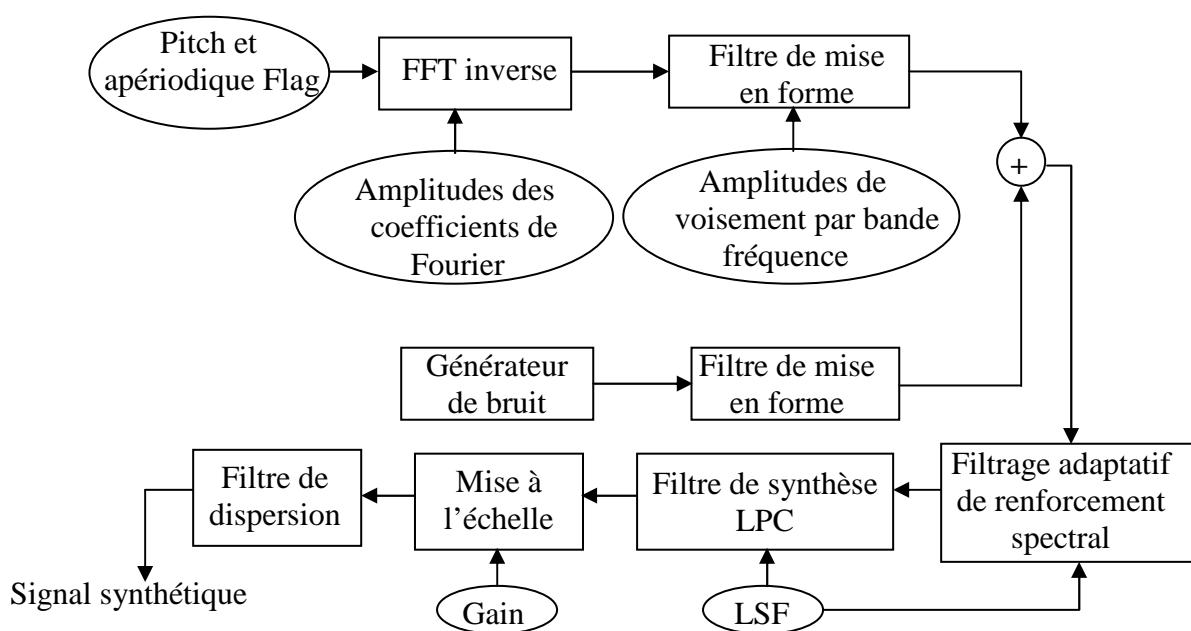 Pitch et
apériodique Flag
FFT inverse
Filtre de mise
en forme
+
Amplitudes des
coefficients de
Fourier
Amplitudes de
voisement par bande
fréquence
Générateur
de bruit
Filtre de mise
en forme
Filtrage adaptatif
de renforcement
spectral
Filtre de synthèse
LPC
Mise à
l’échelle
Filtre de
dispersion
Signal synthétique
Gain
LSF